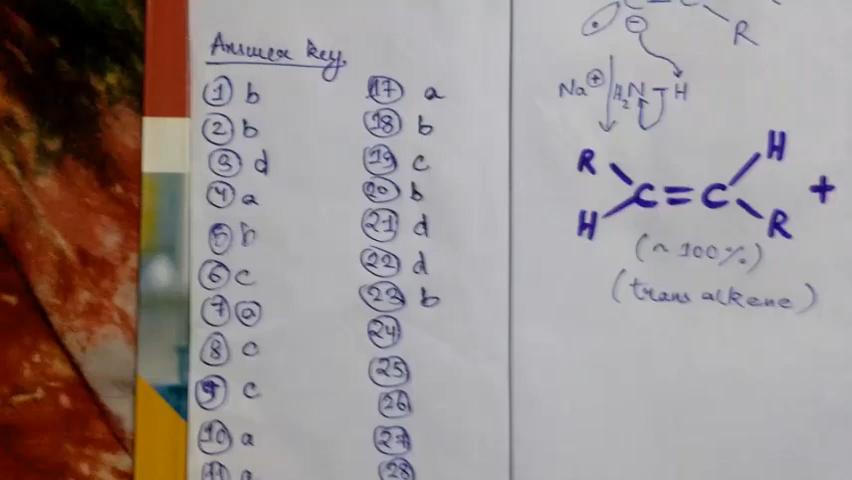 Answer key
1 b
2 b
3 d
4 a
5 b
6 c
7 a
8 c
9 c
10 a
11 a
17 a
18 b
19 c
20 b
21 d
22 d
23 b
24
25
26
27
28
⊖ R
Na⊕ H₂N–H
R H
C=C +
H R
(~100%)
(trans alkene)